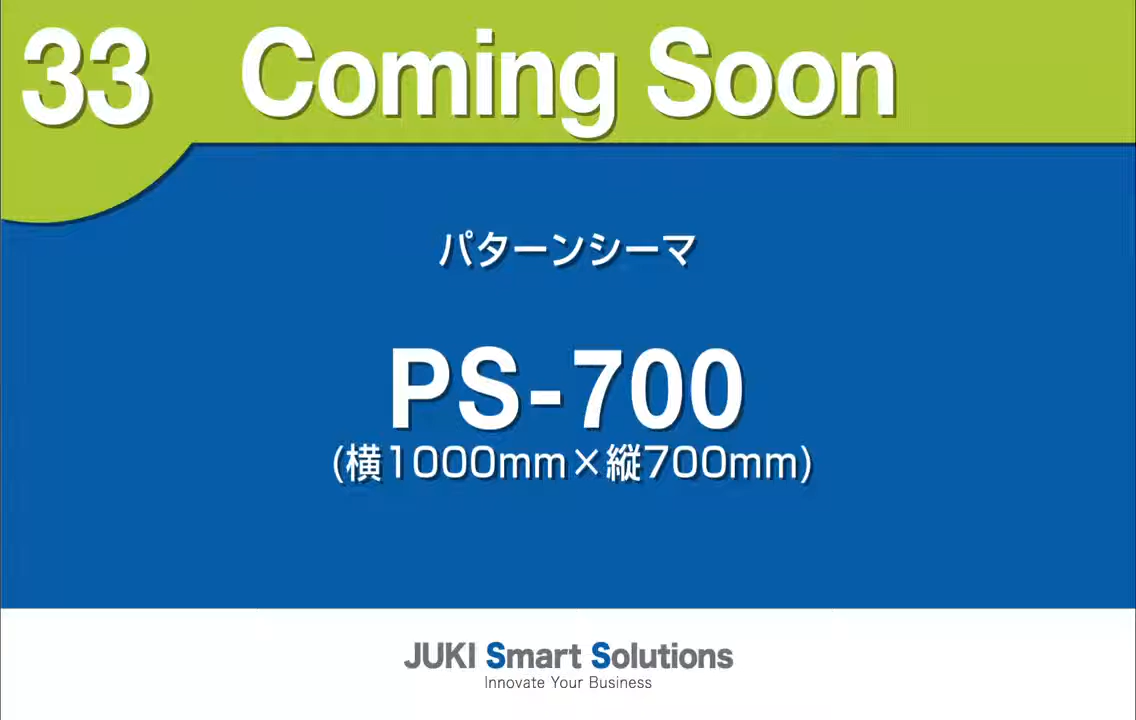 33 Coming Soon
パターンシーマ
PS-700
(横1000mm×縦700mm)
JUKI Smart Solutions
Innovate Your Business